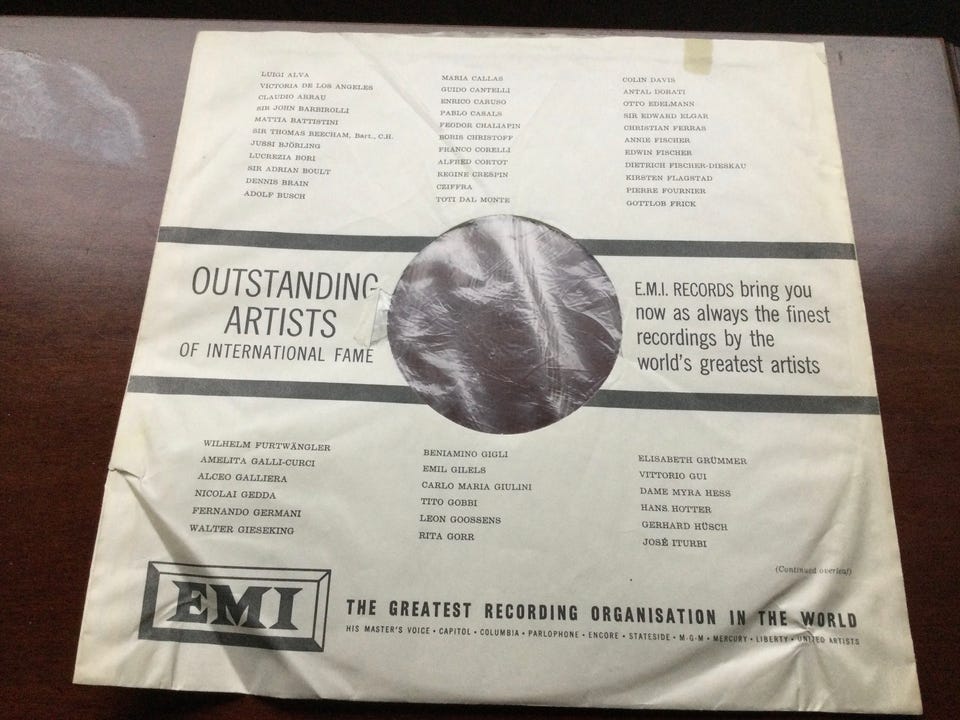 LUIGI ALVA
VICTORIA DE LOS ANGELES
CLAUDIO ARRAU
SIR JOHN BARBIROLLI
MATTIA BATTISTINI
SIR THOMAS BEECHAM, Bart., C.H.
JUSSI BJÖRLING
LUCREZIA BORI
SIR ADRIAN BOULT
DENNIS BRAIN
ADOLF BUSCH
MARIA CALLAS
GUIDO CANTELLI
ENRICO CARUSO
PABLO CASALS
FEODOR CHALIAPIN
BORIS CHRISTOFF
FRANCO CORELLI
ALFRED CORTOT
REGINE CRESPIN
CZIFFRA
TOTI DAL MONTE
COLIN DAVIS
ANTAL DORATI
OTTO EDELMANN
SIR EDWARD ELGAR
CHRISTIAN FERRAS
ANNIE FISCHER
EDWIN FISCHER
DIETRICH FISCHER-DIESKAU
KIRSTEN FLAGSTAD
PIERRE FOURNIER
GOTTLOB FRICK
OUTSTANDING
ARTISTS
OF INTERNATIONAL FAME
E.M.I. RECORDS bring you
now as always the finest
recordings by the
world's greatest artists
WILHELM FURTWÄNGLER
AMELITA GALLI-CURCI
ALCEO GALLIERA
NICOLAI GEDDA
FERNANDO GERMANI
WALTER GIESEKING
BENIAMINO GIGLI
EMIL GILELS
CARLO MARIA GIULINI
TITO GOBBI
LEON GOOSSENS
RITA GORR
ELISABETH GRÜMMER
VITTORIO GUI
DAME MYRA HESS
HANS HOTTER
GERHARD HÜSCH
JOSÉ ITURBI
(Continued overleaf)
EMI
THE GREATEST RECORDING ORGANISATION IN THE WORLD
HIS MASTER'S VOICE • CAPITOL • COLUMBIA • PARLOPHONE • ENCORE • STATESIDE • M-G-M • MERCURY • LIBERTY • UNITED ARTISTS